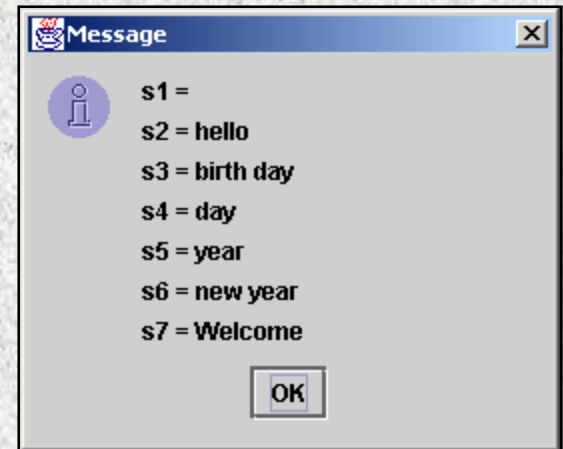 Message
s1 =
s2 = hello
s3 = birth day
s4 = day
s5 = year
s6 = new year
s7 = Welcome
OK